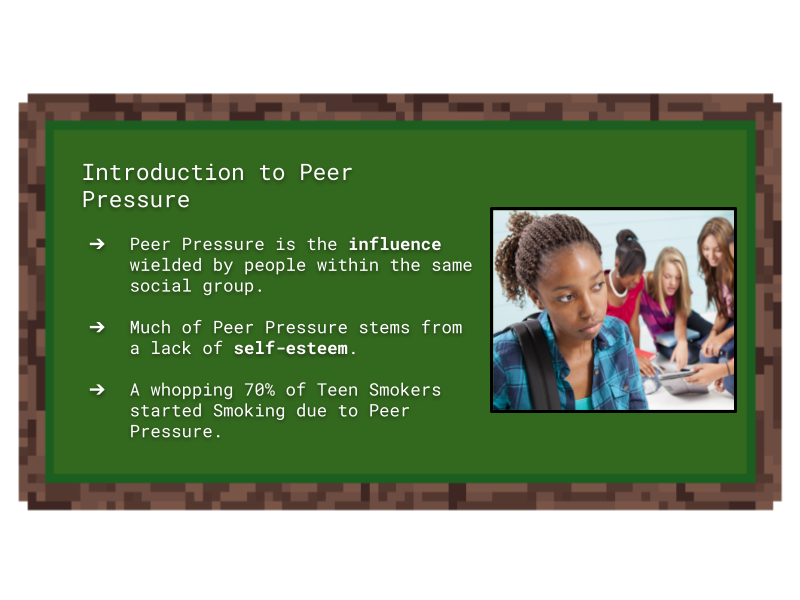 Introduction to Peer
Pressure
➔ Peer Pressure is the influence
wielded by people within the same
social group.
➔ Much of Peer Pressure stems from
a lack of self-esteem.
➔ A whopping 70% of Teen Smokers
started Smoking due to Peer
Pressure.